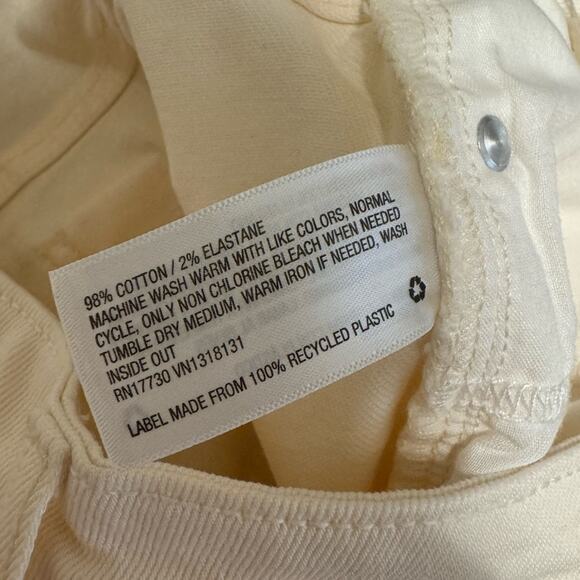 98% COTTON / 2% ELASTANE
MACHINE WASH WARM WITH LIKE COLORS, NORMAL
CYCLE, ONLY NON CHLORINE BLEACH WHEN NEEDED
TUMBLE DRY MEDIUM, WARM IRON IF NEEDED, WASH
INSIDE OUT
RN17730 VN1318131
LABEL MADE FROM 100% RECYCLED PLASTIC